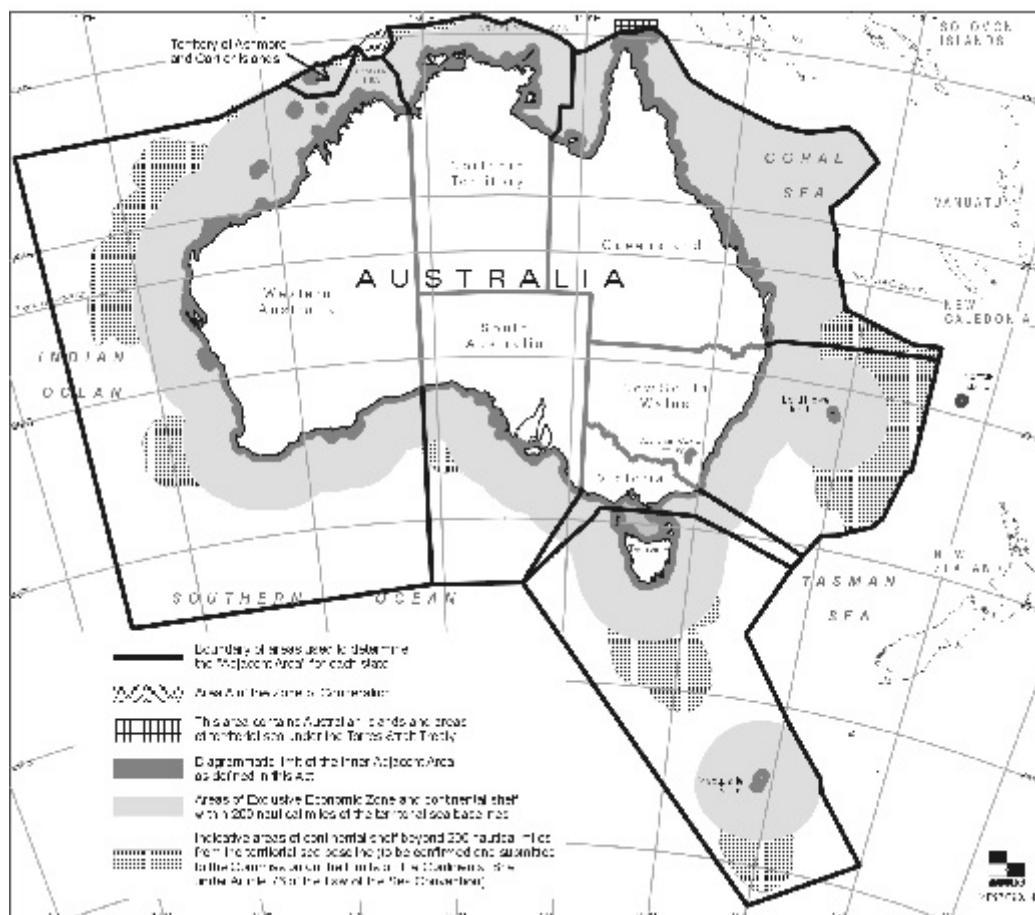 SOLOMON
ISLANDS
Territory of Ashmore
and Cartier Islands
CORAL
SEA
Northern
Territory
VANUATU
Queensland
AUSTRALIA
Western
Australia
NEW
CALEDONIA
South
Australia
INDIAN
OCEAN
New South
Wales
Victoria
NEW
ZEALAND
TASMAN
SEA
SOUTHERN OCEAN
Boundary of areas used to determine
the "Adjacent Area" for each state
Area A of the Zone of Cooperation
This area contains Australian islands and areas
of territorial sea under the Torres Strait Treaty
Diagrammatic limit of the Inner Adjacent Area
as defined in this Act
Areas of Exclusive Economic Zone and continental shelf
within 200 nautical miles of the territorial sea baselines
Indicative areas of continental shelf beyond 200 nautical miles
from the territorial sea baseline (to be confirmed and submitted
to the Commission on the Limits of the Continental Shelf
under Article 76 of the Law of the Sea Convention)